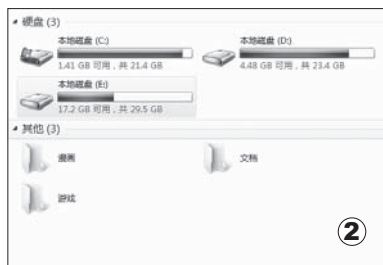 硬盘 (3)
本地磁盘 (C:)
1.41 GB 可用，共 21.4 GB
本地磁盘 (D:)
4.48 GB 可用，共 23.4 GB
本地磁盘 (E:)
17.2 GB 可用，共 29.5 GB
其他 (3)
漫画
文档
游戏
②